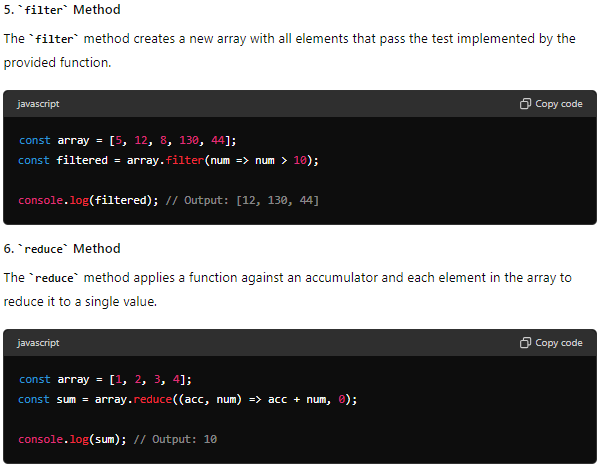 5. `filter` Method
The `filter` method creates a new array with all elements that pass the test implemented by the
provided function.
javascript
Copy code
const array = [5, 12, 8, 130, 44];
const filtered = array.filter(num => num > 10);
console.log(filtered); // Output: [12, 130, 44]
6. `reduce` Method
The `reduce` method applies a function against an accumulator and each element in the array to
reduce it to a single value.
javascript
Copy code
const array = [1, 2, 3, 4];
const sum = array.reduce((acc, num) => acc + num, 0);
console.log(sum); // Output: 10